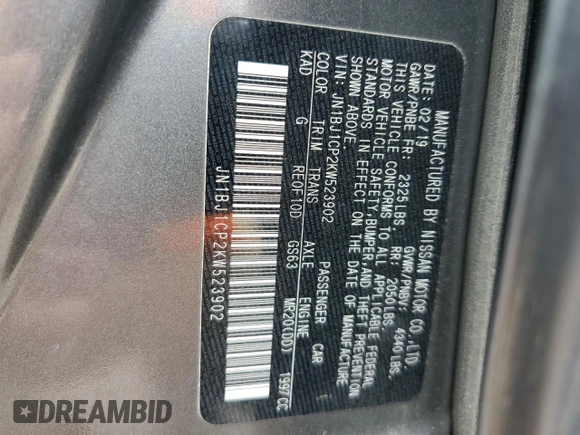 MANUFACTURED BY NISSAN MOTOR CO.,LTD.
DATE: 02/19 GVWR/PNBV: 4340LBS.
GAWR/PNBE FR: 2325LBS. RR: 2050LBS.
THIS VEHICLE CONFORMS TO ALL APPLICABLE FEDERAL
MOTOR VEHICLE SAFETY,BUMPER,AND THEFT PREVENTION
STANDARDS IN EFFECT ON THE DATE OF MANUFACTURE
SHOWN ABOVE.
VIN: JN1BJ1CP2KW523902 PASSENGER CAR
COLOR TRIM TRANS AXLE ENGINE
KAD G RE0F10D GS63 MR20(DD) 1997CC
JN1BJ1CP2KW523902
DREAMBID